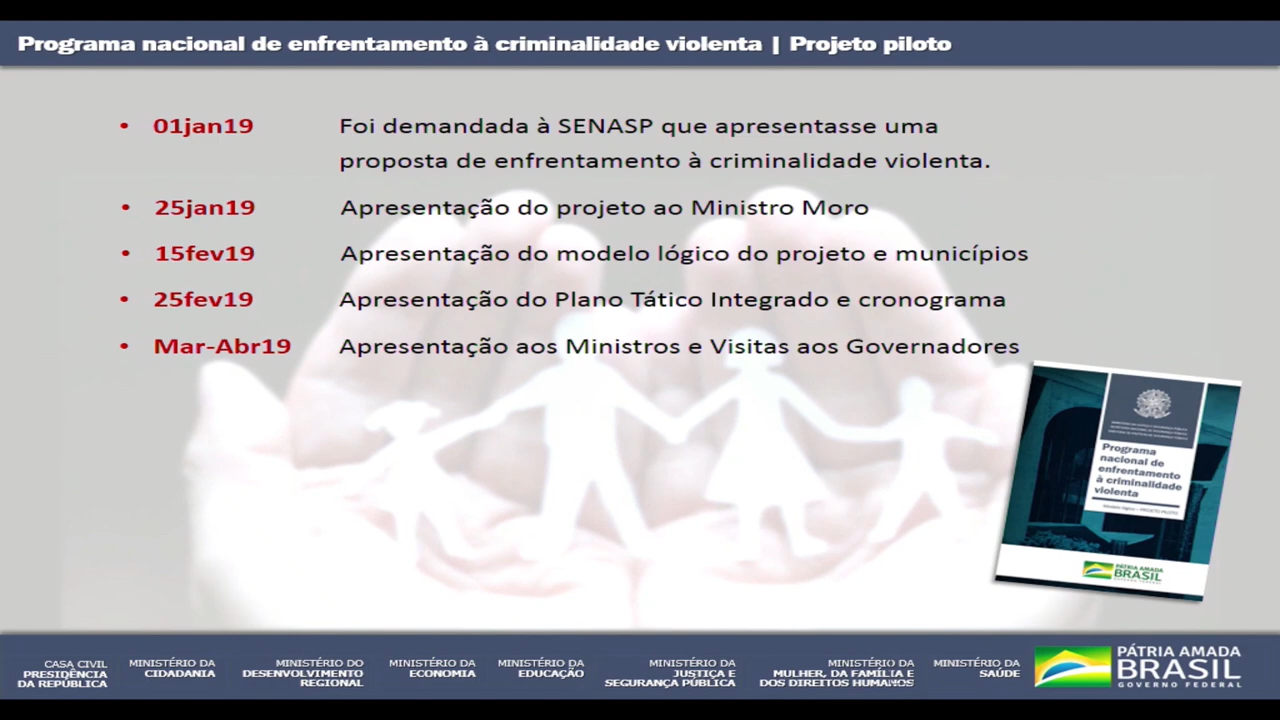 Programa nacional de enfrentamento à criminalidade violenta | Projeto piloto
• 01jan19 Foi demandada à SENASP que apresentasse uma
proposta de enfrentamento à criminalidade violenta.
• 25jan19 Apresentação do projeto ao Ministro Moro
• 15fev19 Apresentação do modelo lógico do projeto e municípios
• 25fev19 Apresentação do Plano Tático Integrado e cronograma
• Mar-Abr19 Apresentação aos Ministros e Visitas aos Governadores
Programa
nacional de
enfrentamento
à criminalidade
violenta
PÁTRIA AMADA
BRASIL
GOVERNO FEDERAL
CASA CIVIL
PRESIDÊNCIA
DA REPÚBLICA
MINISTÉRIO DA
CIDADANIA
MINISTÉRIO DO
DESENVOLVIMENTO
REGIONAL
MINISTÉRIO DA
ECONOMIA
MINISTÉRIO DA
EDUCAÇÃO
MINISTÉRIO DA
JUSTIÇA E
SEGURANÇA PÚBLICA
MINISTÉRIO DA
MULHER, DA FAMÍLIA E
DOS DIREITOS HUMANOS
MINISTÉRIO DA
SAÚDE
PÁTRIA AMADA
BRASIL
GOVERNO FEDERAL